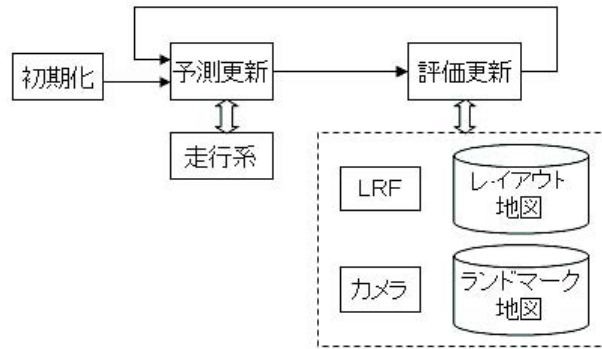 初期化
予測更新
評価更新
走行系
LRF
レイアウト
地図
カメラ
ランドマーク
地図